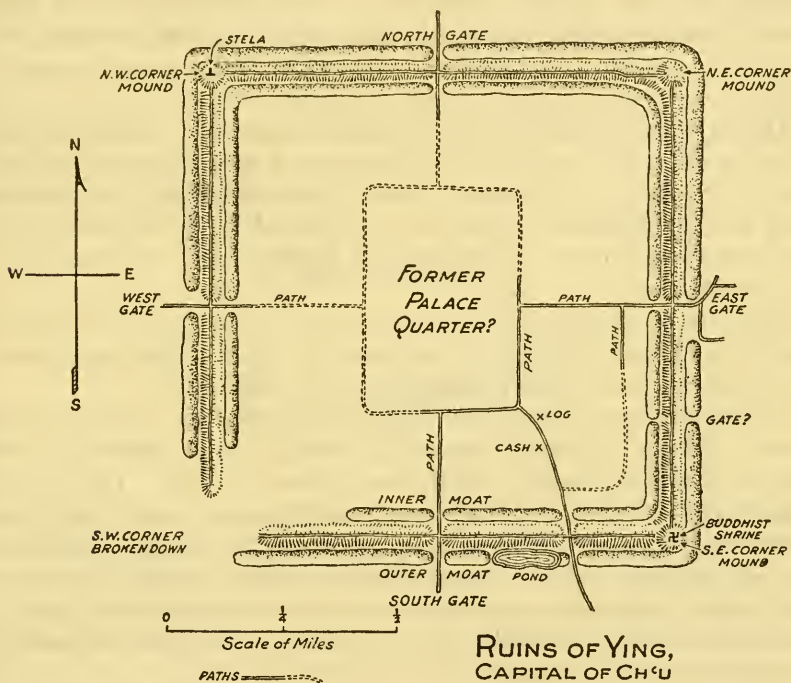 STELA
NORTH GATE
N.W. CORNER
MOUND
N.E. CORNER
MOUND
N
W E
S
FORMER
PALACE
QUARTER?
WEST
GATE
PATH
PATH
EAST
GATE
PATH
PATH
GATE?
LOG
CASH
PATH
INNER MOAT
S.W. CORNER
BROKEN DOWN
BUDDHIST
SHRINE
卍
S.E. CORNER
MOUND
OUTER MOAT
POND
SOUTH GATE
0 ¼ ½
Scale of Miles
PATHS
RUINS OF YING,
CAPITAL OF CH‘U